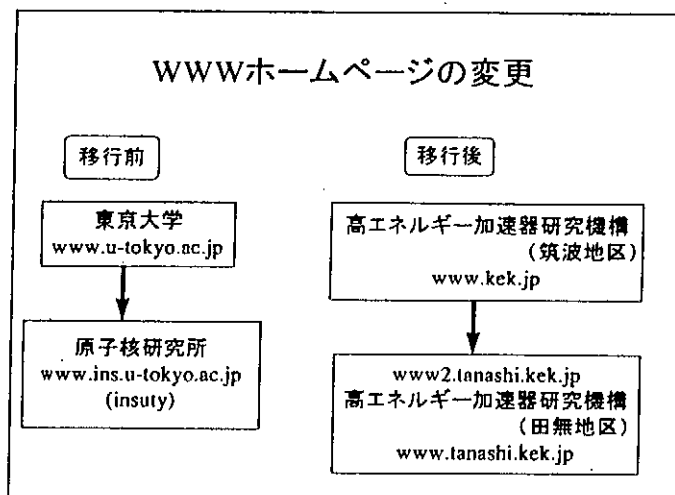 WWWホームページの変更
移行前
東京大学
www.u-tokyo.ac.jp
原子核研究所
www.ins.u-tokyo.ac.jp
(insuty)
移行後
高エネルギー加速器研究機構
(筑波地区)
www.kek.jp
www2.tanashi.kek.jp
高エネルギー加速器研究機構
(田無地区)
www.tanashi.kek.jp